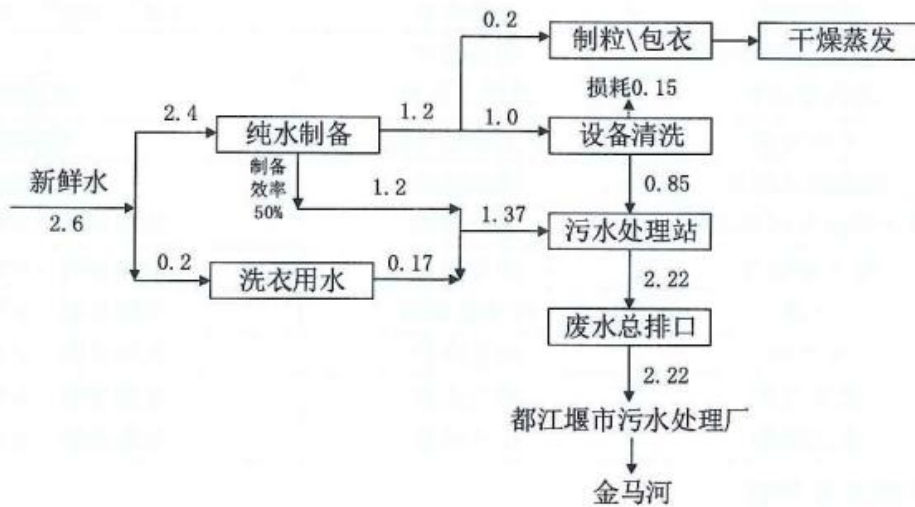 0.2
制粒\包衣
干燥蒸发
损耗0.15
2.4
纯水制备
1.2
1.0
设备清洗
制备
效率
50%
1.2
0.85
新鲜水
2.6
1.37
污水处理站
0.2
洗衣用水
0.17
2.22
废水总排口
2.22
都江堰市污水处理厂
金马河